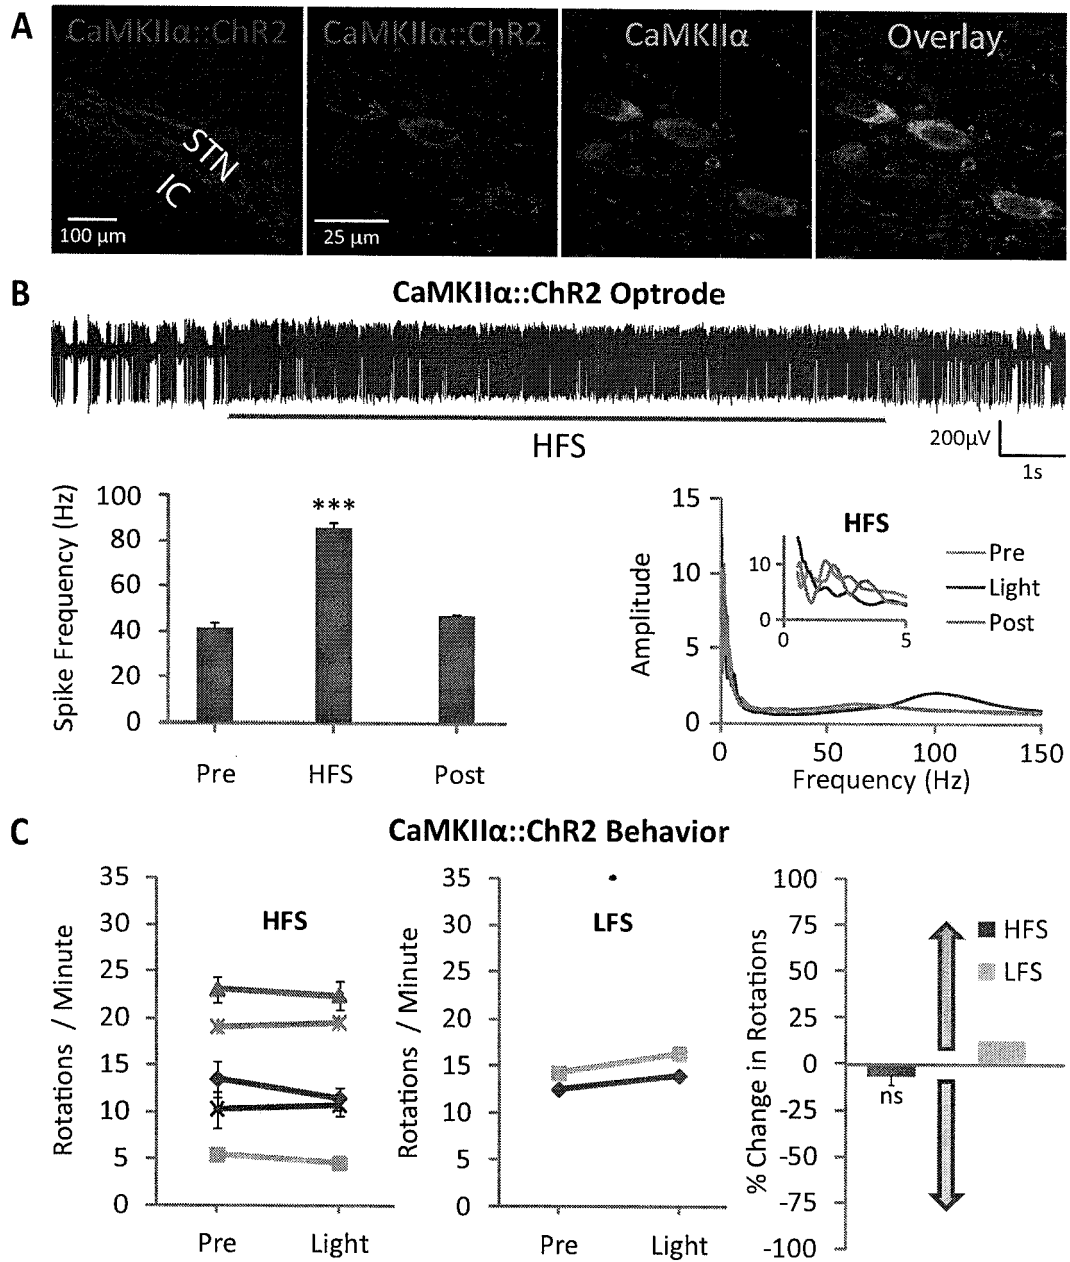 A
CaMKIIα::ChR2
CaMKIIα::ChR2
CaMKIIα
Overlay
STN
IC
100 µm
25 µm
B
CaMKIIα::ChR2 Optrode
HFS
200µV
1s
Spike Frequency (Hz)
100
80
60
40
20
0
***
Pre
HFS
Post
Amplitude
15
10
5
0
HFS
10
0
0
5
Pre
Light
Post
0
50
100
150
Frequency (Hz)
C
CaMKIIα::ChR2 Behavior
Rotations / Minute
35
30
25
20
15
10
5
0
HFS
Pre
Light
Rotations / Minute
35
30
25
20
15
10
5
0
LFS
Pre
Light
% Change in Rotations
100
75
50
25
0
-25
-50
-75
-100
ns
HFS
LFS